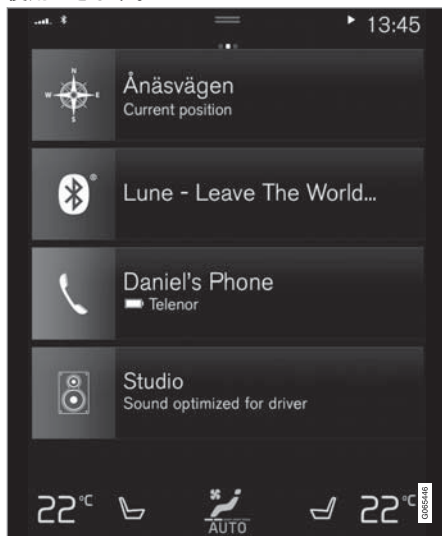 13:45
N
W E
S
Ånäsvägen
Current position
Lune - Leave The World...
Daniel's Phone
Telenor
Studio
Sound optimized for driver
22°C
AUTO
22°C
G065446